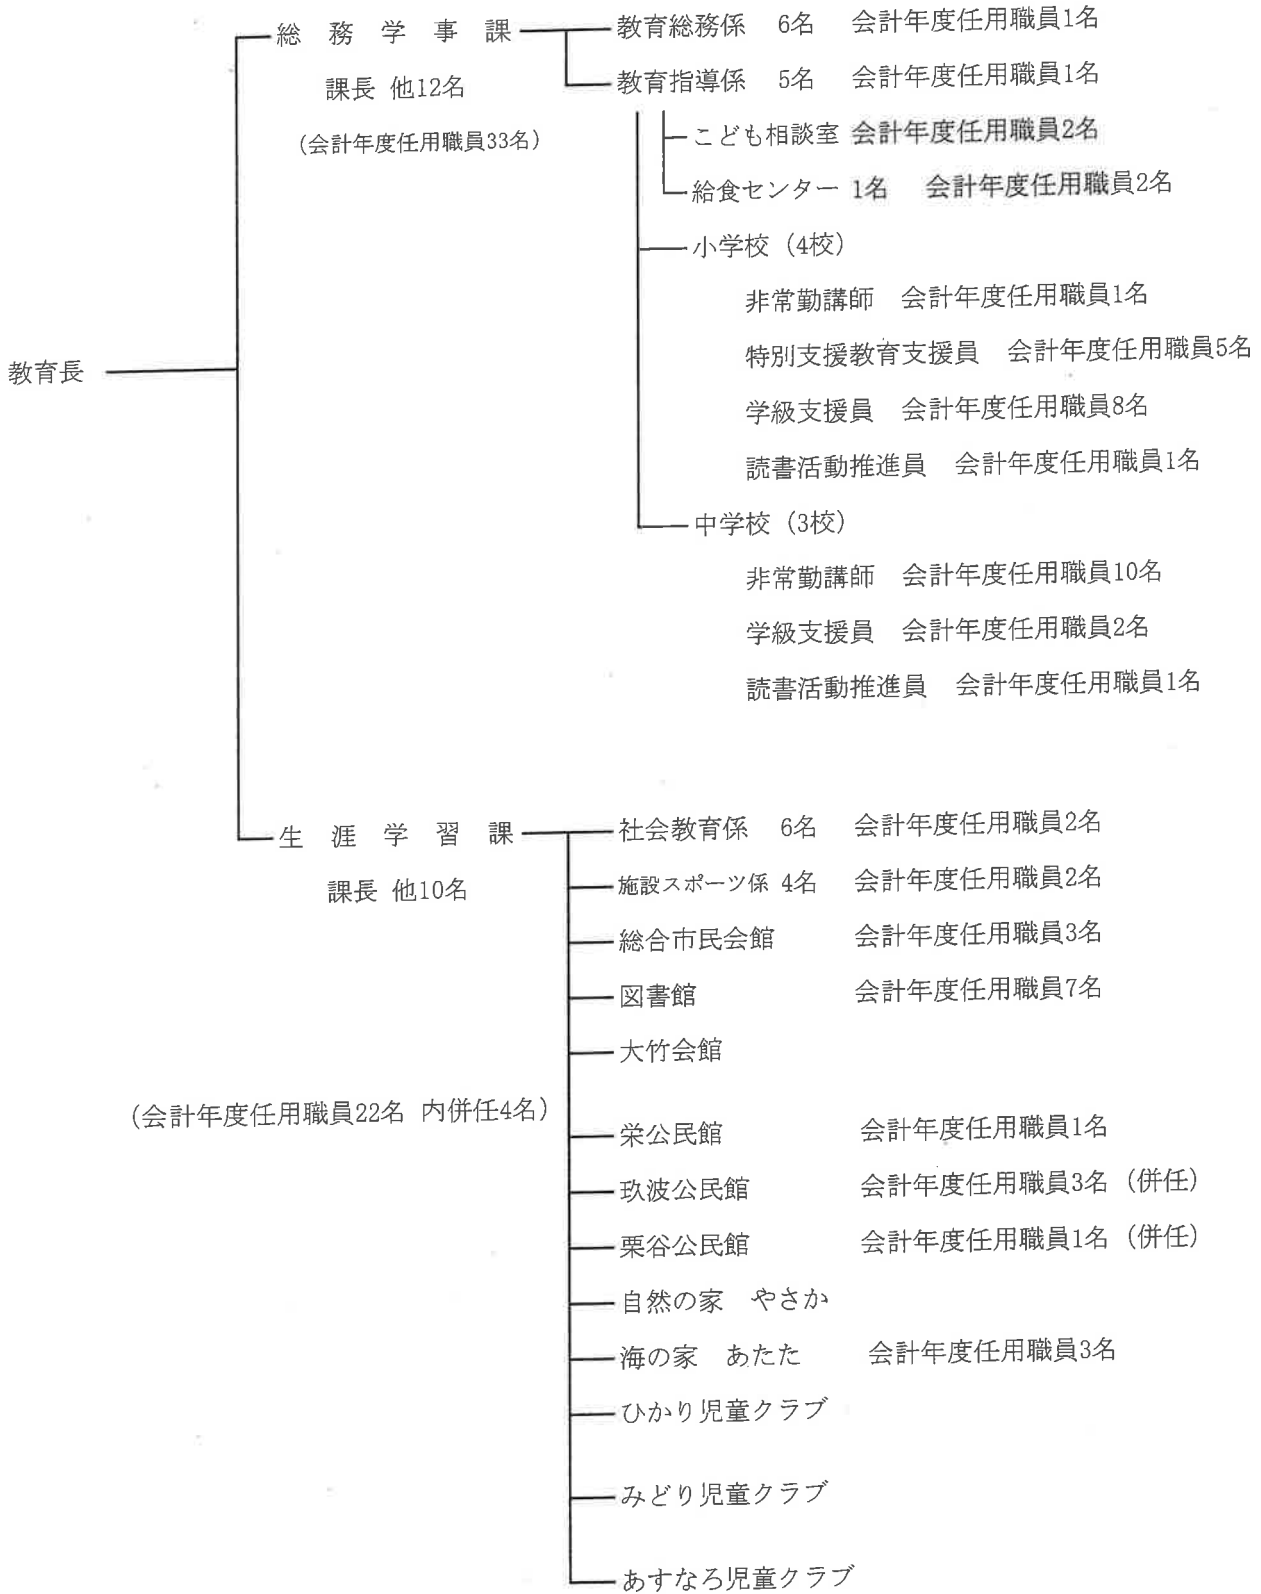 総務学事課
課長 他12名
（会計年度任用職員33名）
教育総務係 6名 会計年度任用職員1名
教育指導係 5名 会計年度任用職員1名
こども相談室 会計年度任用職員2名
給食センター 1名 会計年度任用職員2名
小学校（4校）
非常勤講師 会計年度任用職員1名
特別支援教育支援員 会計年度任用職員5名
学級支援員 会計年度任用職員8名
読書活動推進員 会計年度任用職員1名
中学校（3校）
非常勤講師 会計年度任用職員10名
学級支援員 会計年度任用職員2名
読書活動推進員 会計年度任用職員1名
教育長
生涯学習課
課長 他10名
（会計年度任用職員22名 内併任4名）
社会教育係 6名 会計年度任用職員2名
施設スポーツ係 4名 会計年度任用職員2名
総合市民会館 会計年度任用職員3名
図書館 会計年度任用職員7名
大竹会館
栄公民館 会計年度任用職員1名
玖波公民館 会計年度任用職員3名（併任）
栗谷公民館 会計年度任用職員1名（併任）
自然の家 やさか
海の家 あたた 会計年度任用職員3名
ひかり児童クラブ
みどり児童クラブ
あすなろ児童クラブ